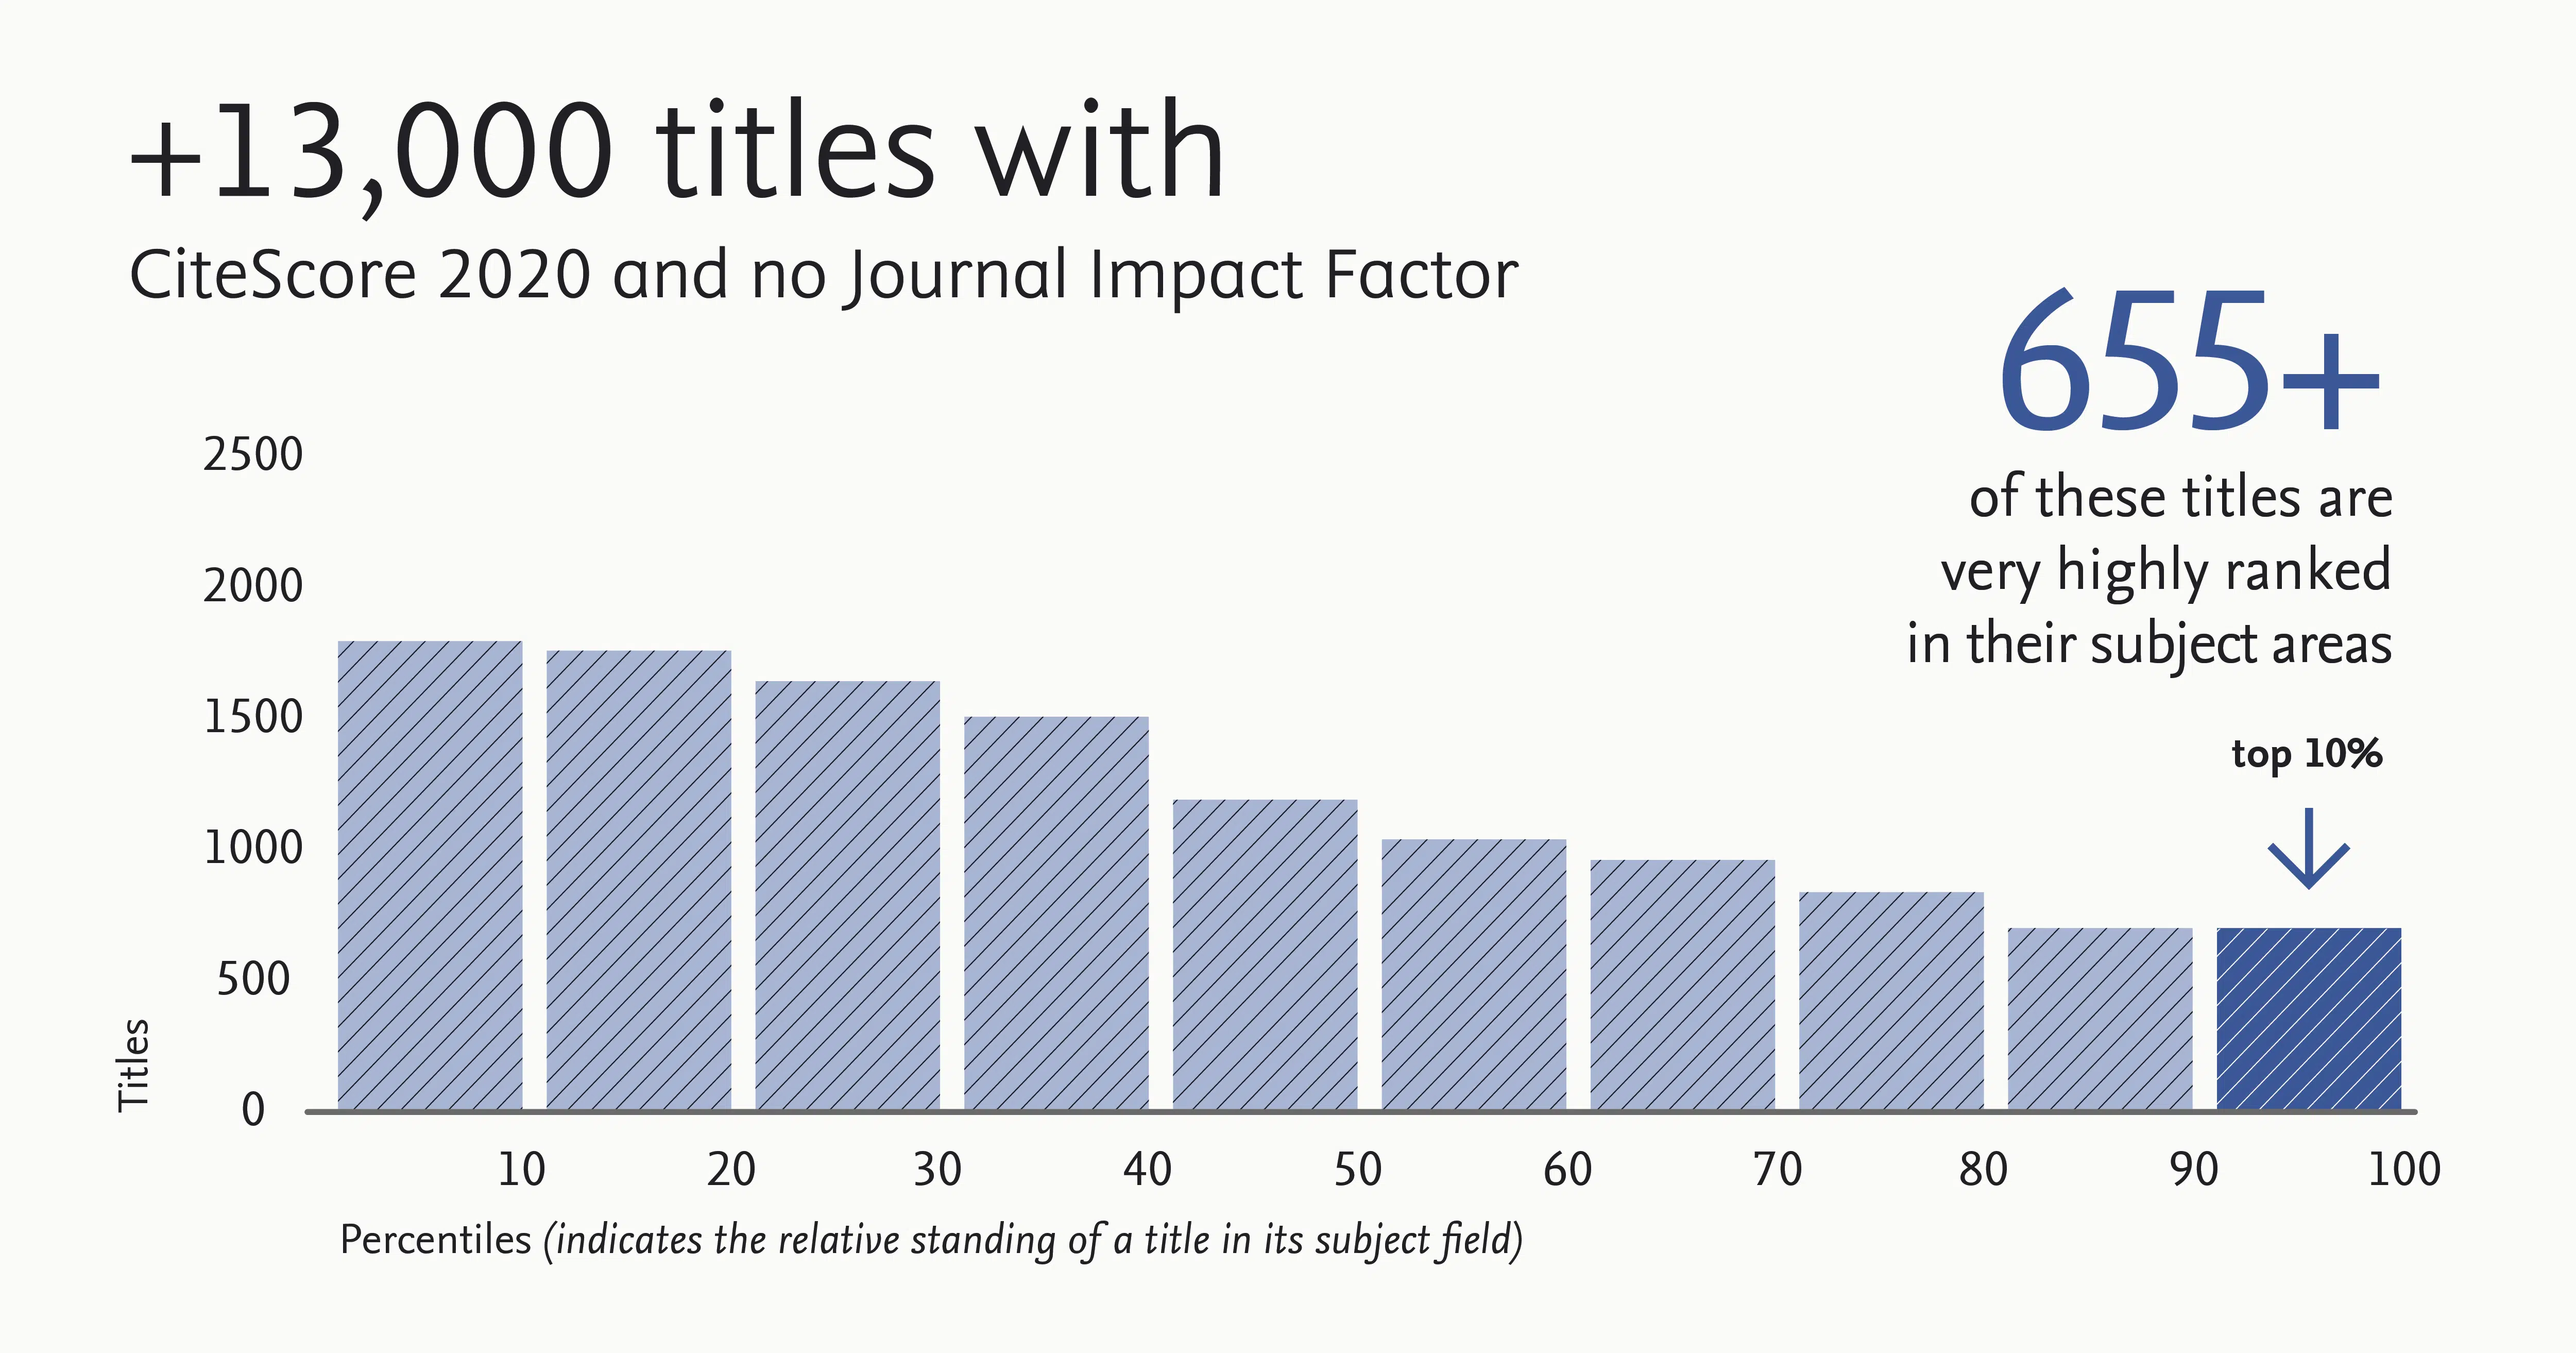 +13,000 titles with
CiteScore 2020 and no Journal Impact Factor
655+
of these titles are
very highly ranked
in their subject areas
top 10%
2500
2000
1500
1000
500
0
Titles
10 20 30 40 50 60 70 80 90 100
Percentiles (indicates the relative standing of a title in its subject field)